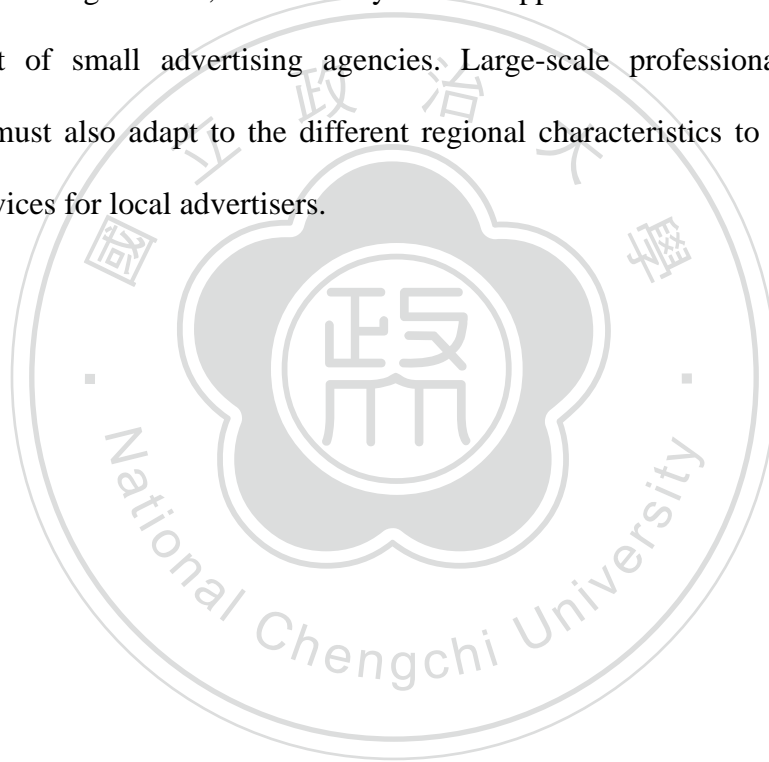 t of small advertising agencies. Large-scale professiona
must also adapt to the different regional characteristics to
vices for local advertisers.
國立政治大學
政大
National Chengchi University